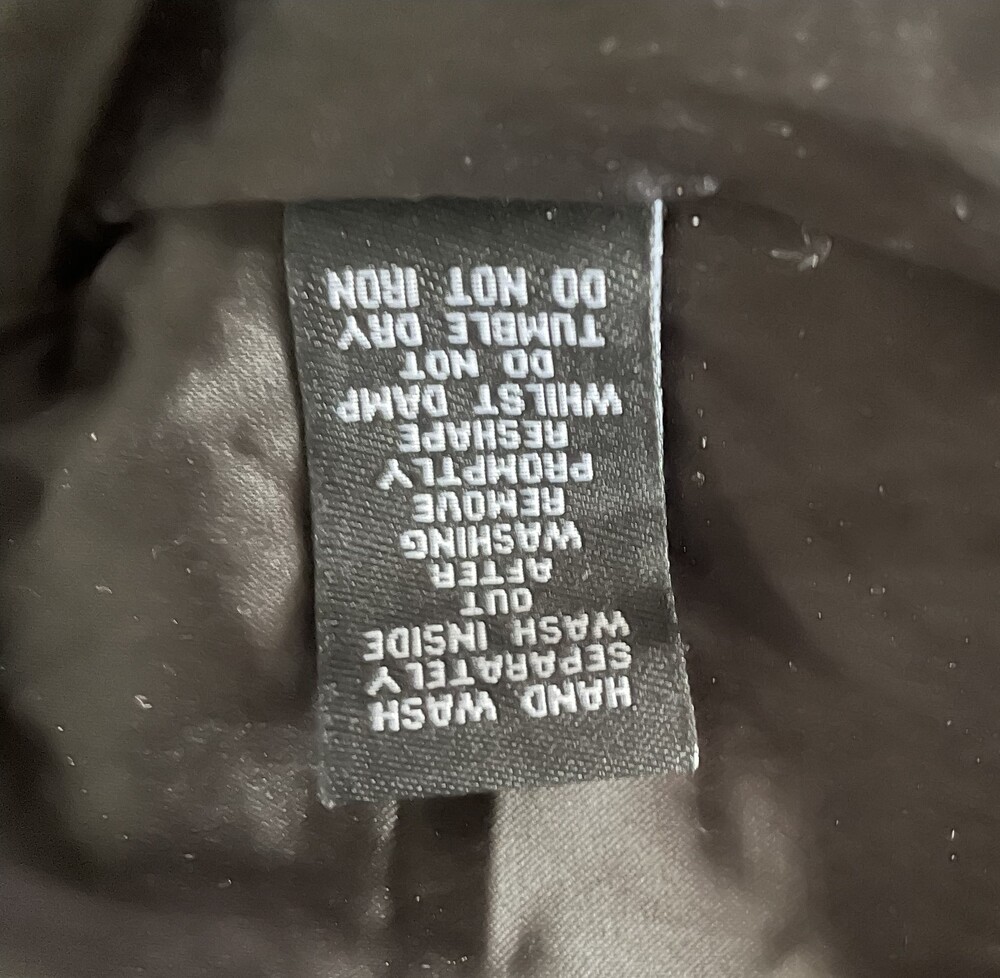 HAND WASH
SEPARATELY
WASH INSIDE
OUT
AFTER
WASHING
REMOVE
PROMPTLY
RESHAPE
WHILST DAMP
DO NOT
TUMBLE DRY
DO NOT IRON